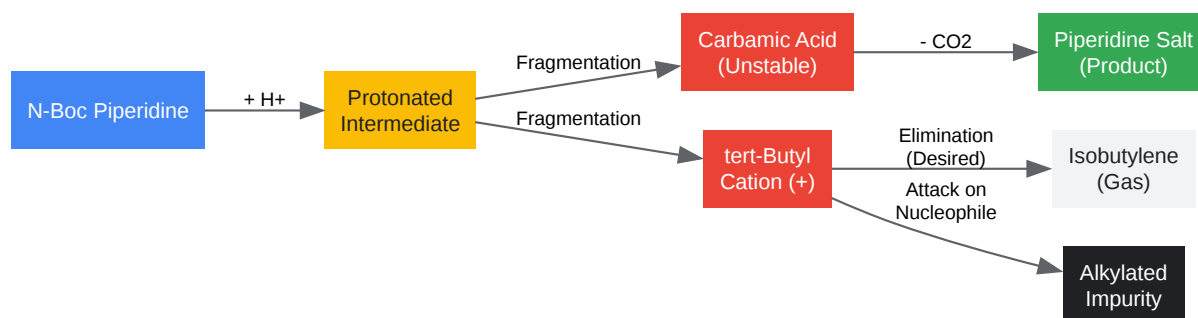 N-Boc Piperidine
+ H+
Protonated
Intermediate
Fragmentation
Fragmentation
Carbamic Acid
(Unstable)
- CO2
Piperidine Salt
(Product)
tert-Butyl
Cation (+)
Elimination
(Desired)
Isobutylene
(Gas)
Attack on
Nucleophile
Alkylated
Impurity